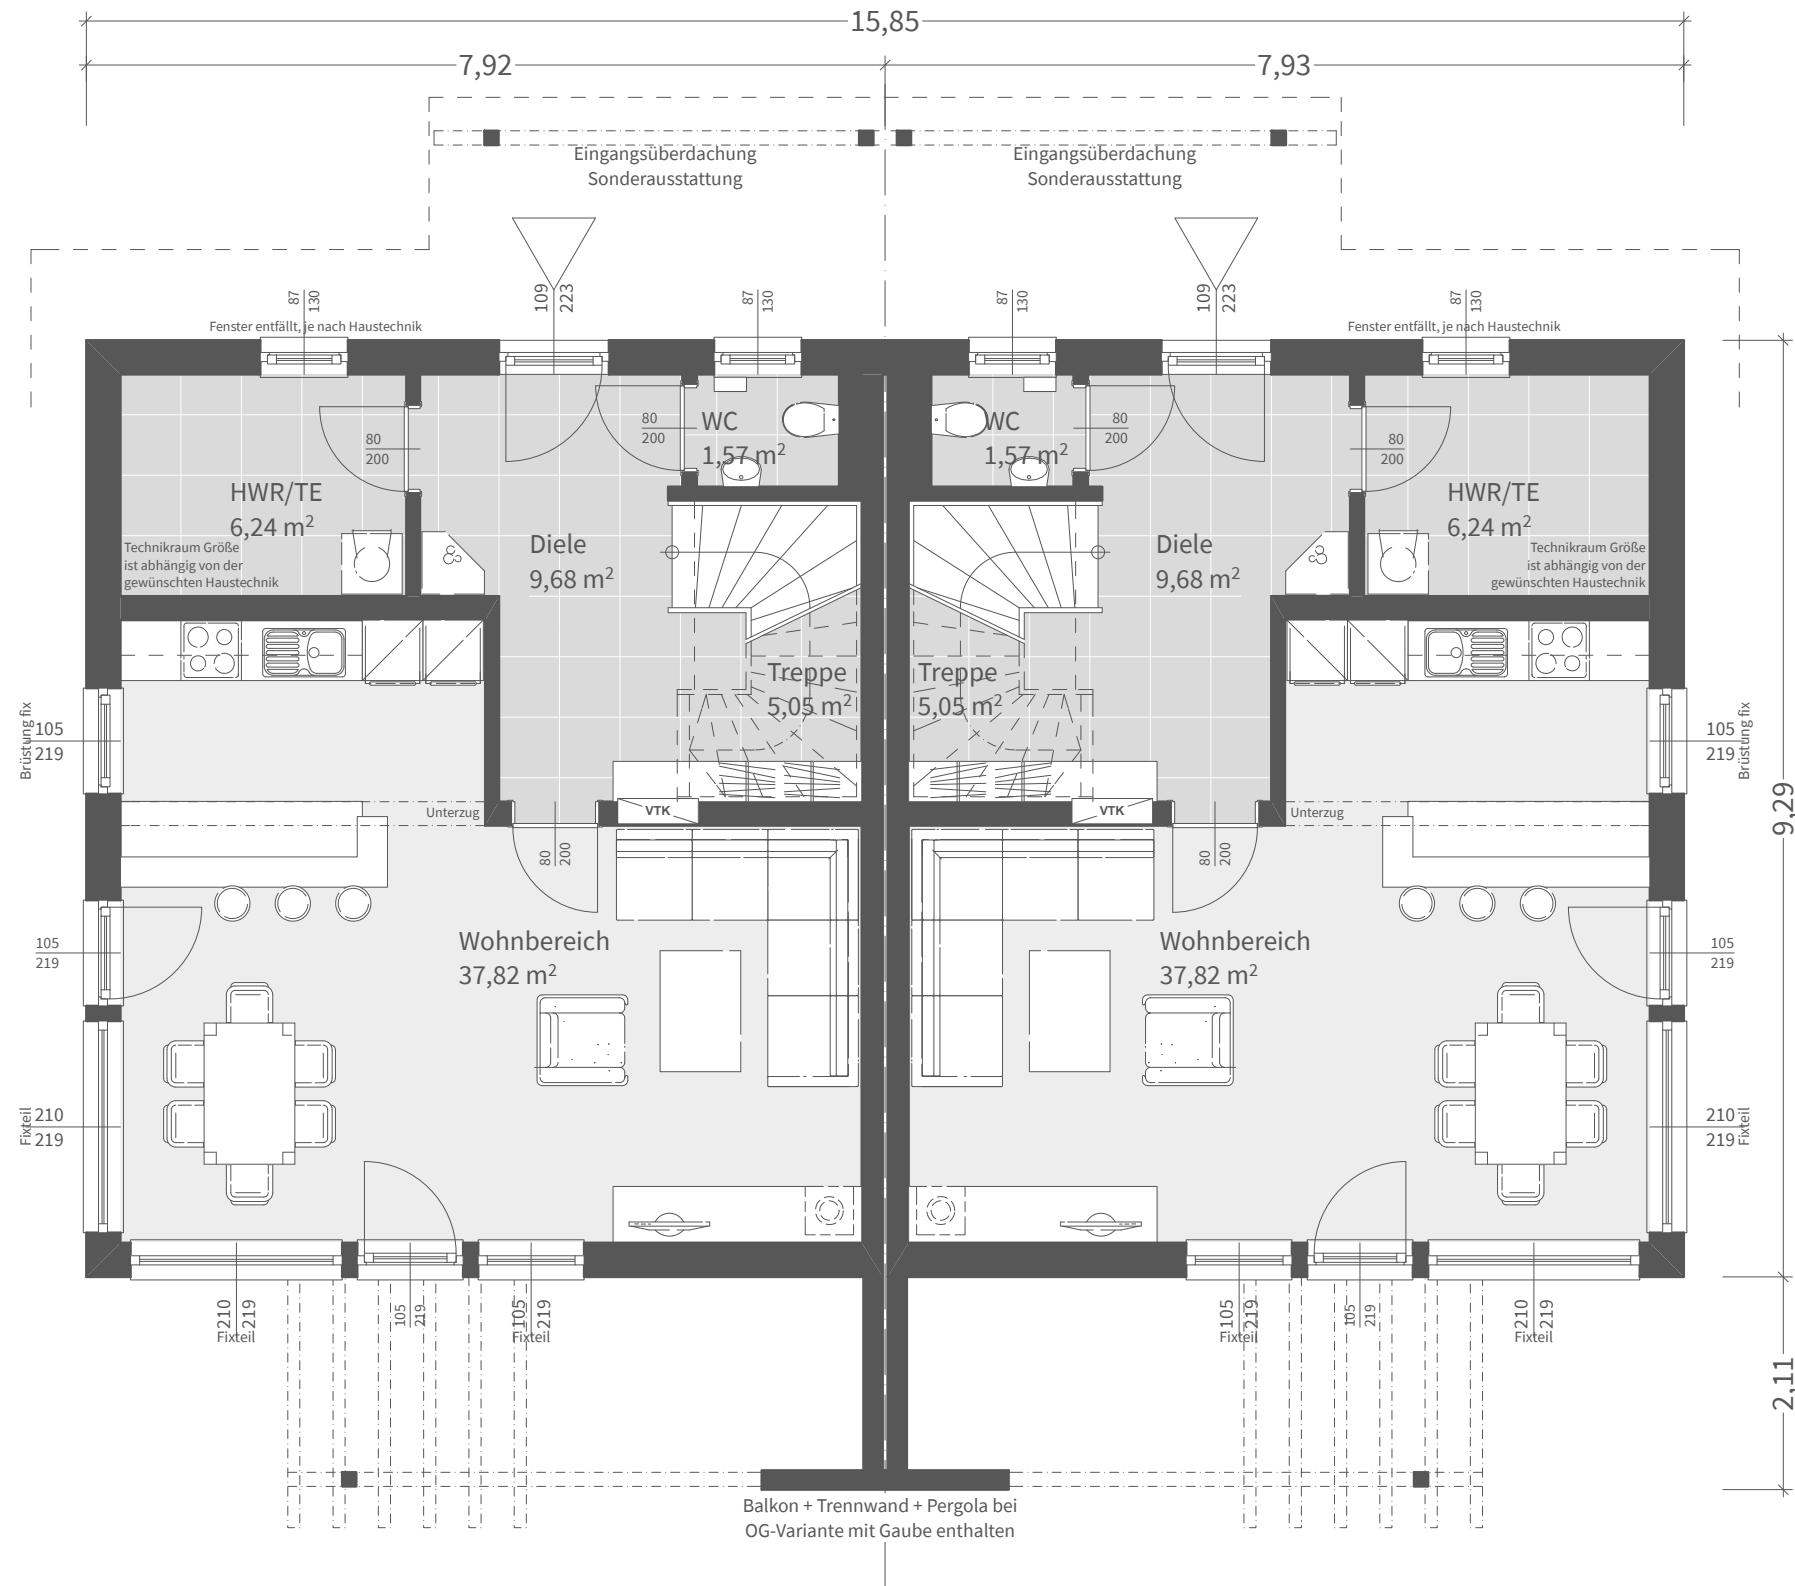 15,85
7,92
7,93
Eingangsüberdachung
Sonderausstattung
Eingangsüberdachung
Sonderausstattung
87
130
109
223
87
130
87
130
109
223
87
130
Fenster entfällt, je nach Haustechnik
Fenster entfällt, je nach Haustechnik
80
200
80
200
WC
1,57 m²
WC
1,57 m²
80
200
80
200
HWR/TE
6,24 m²
Technikraum Größe
ist abhängig von der
gewünschten Haustechnik
Diele
9,68 m²
Diele
9,68 m²
HWR/TE
6,24 m²
Technikraum Größe
ist abhängig von der
gewünschten Haustechnik
Treppe
5,05 m²
Treppe
5,05 m²
Brüstung fix
105
219
105
219
Brüstung fix
9,29
Unterzug
VTK
VTK
Unterzug
80
200
80
200
105
219
Wohnbereich
37,82 m²
Wohnbereich
37,82 m²
105
219
Fixteil
210
219
210
219
Fixteil
210
219
Fixteil
105
219
105
219
Fixteil
105
219
Fixteil
105
219
210
219
Fixteil
2,11
Balkon + Trennwand + Pergola bei
OG-Variante mit Gaube enthalten